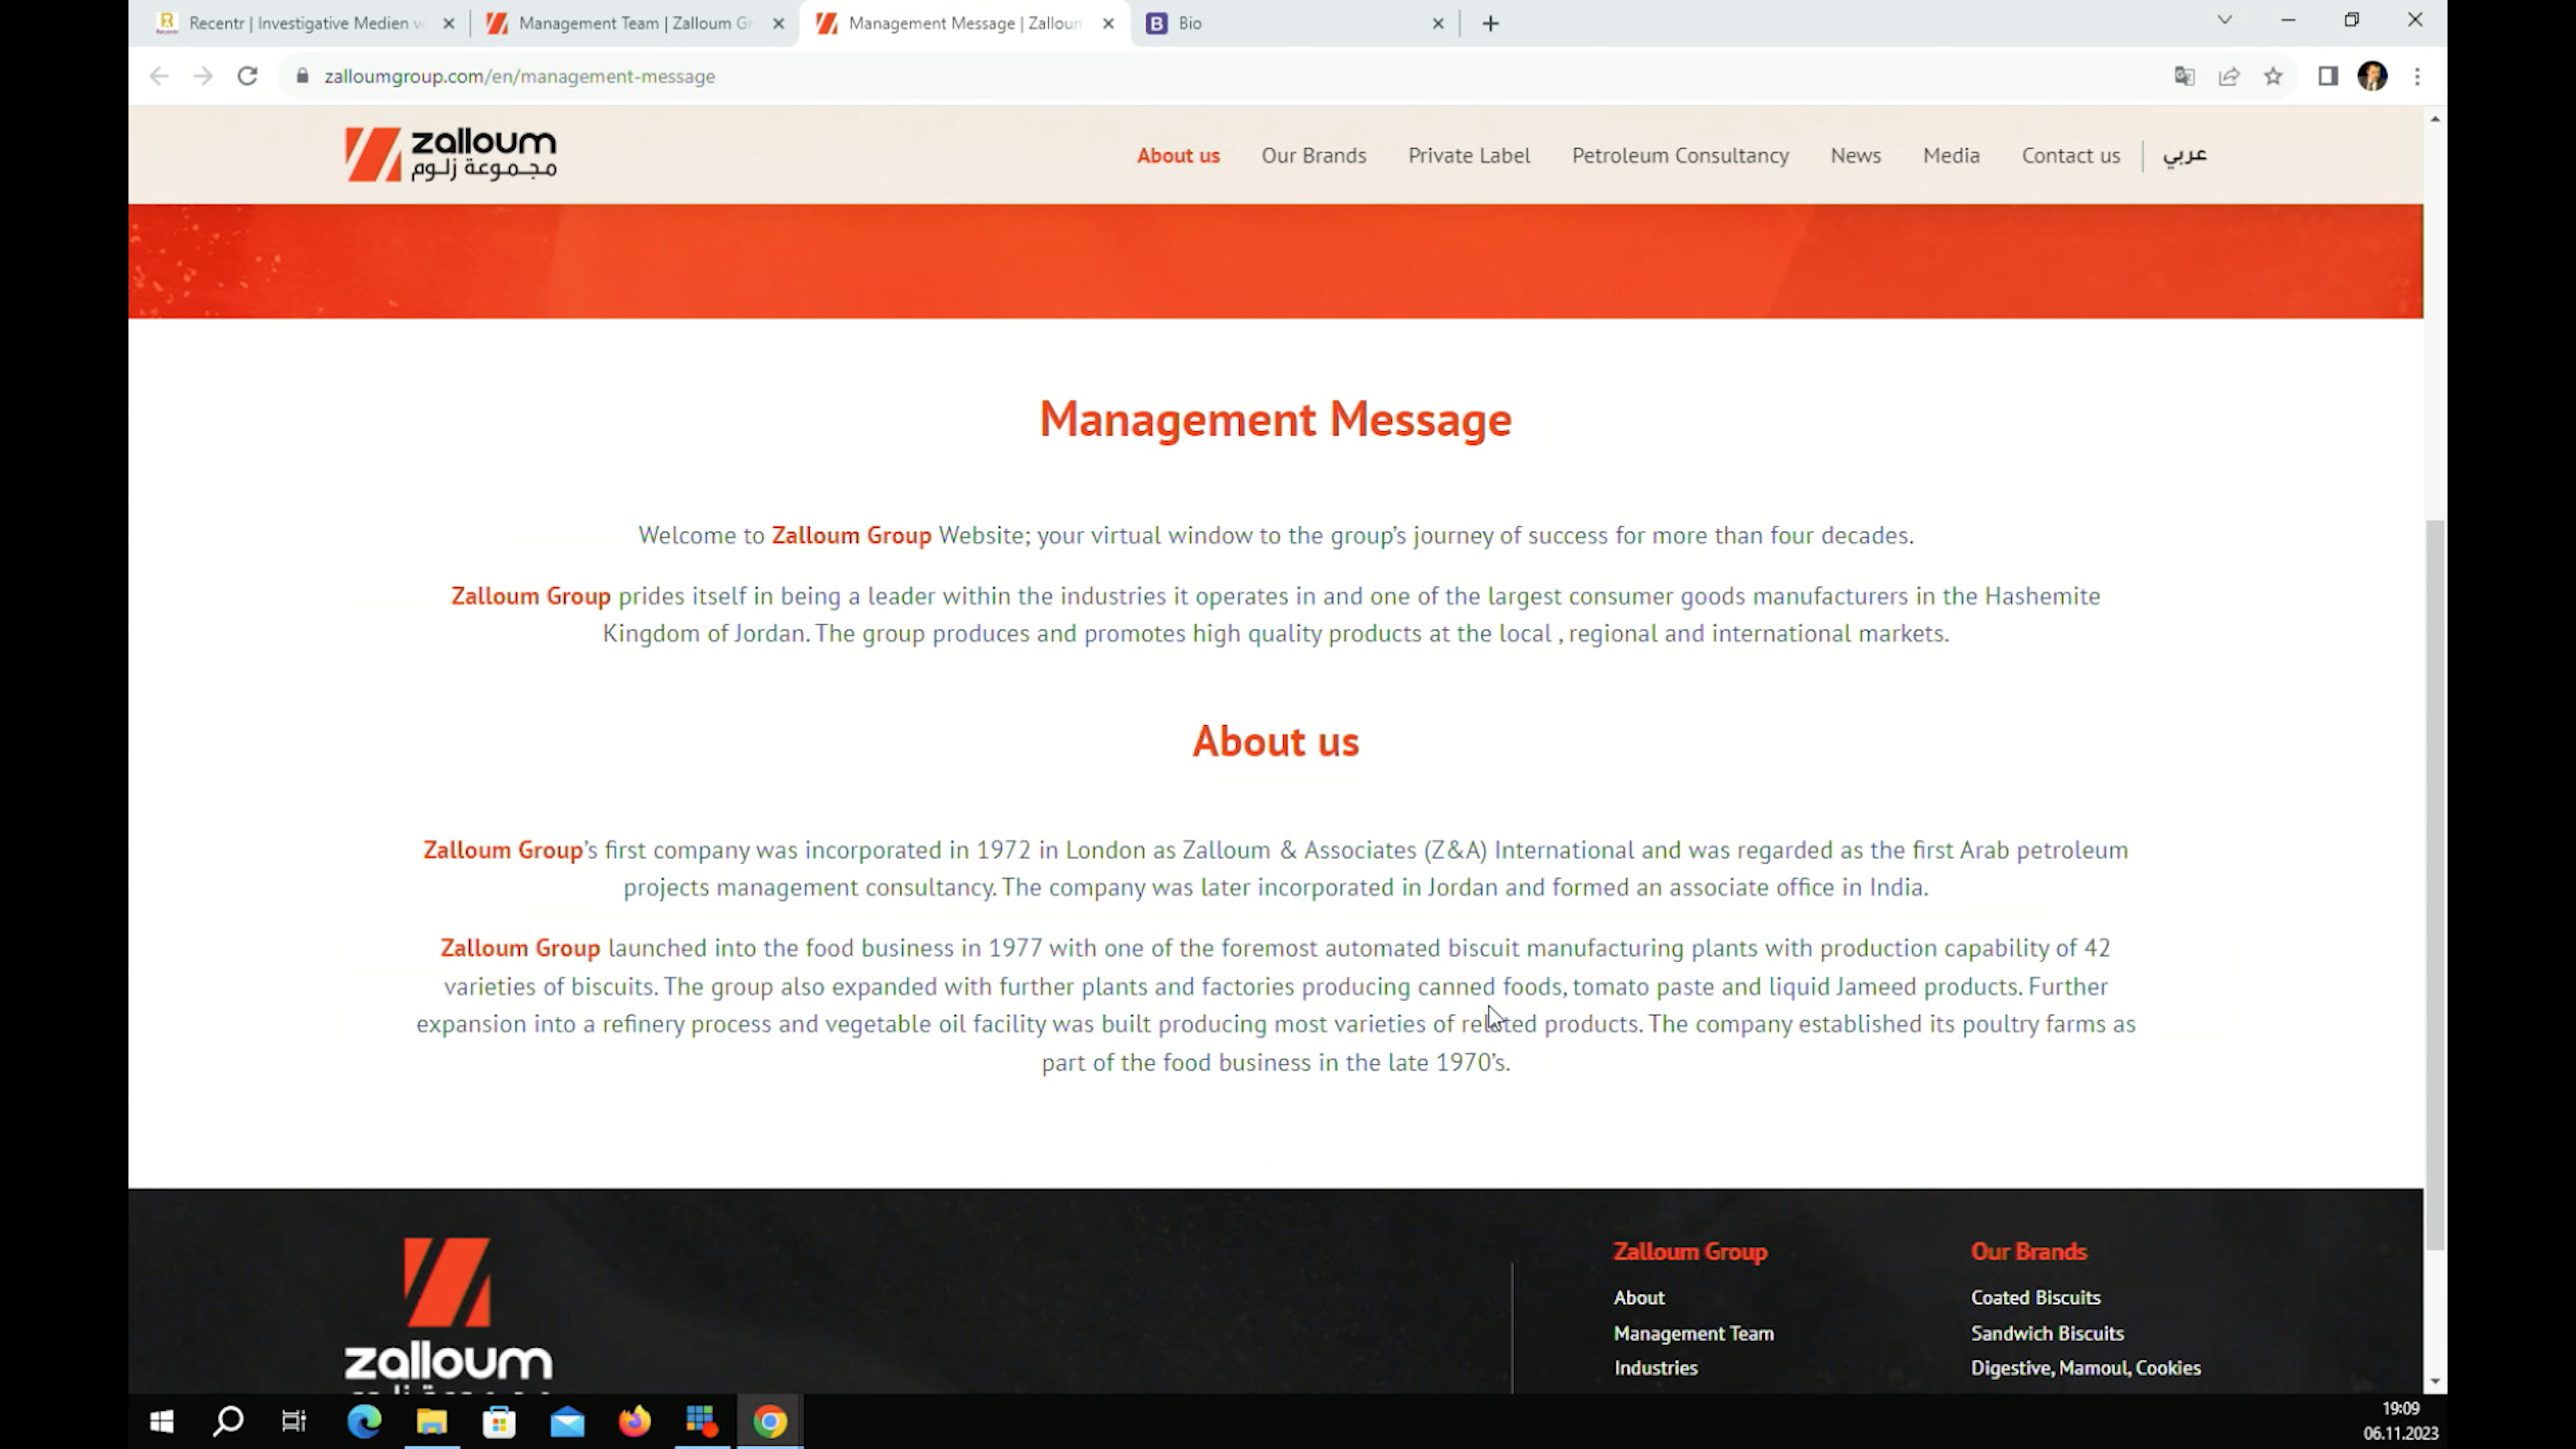 Recentr | Investigative Medien v
Management Team | Zalloum Gr
Management Message | Zalloum
Bio
zalloumgroup.com/en/management-message
zalloum
مجموعة زلوم
About us
Our Brands
Private Label
Petroleum Consultancy
News
Media
Contact us
عربي
Management Message
Welcome to Zalloum Group Website; your virtual window to the group's journey of success for more than four decades.
Zalloum Group prides itself in being a leader within the industries it operates in and one of the largest consumer goods manufacturers in the Hashemite
Kingdom of Jordan. The group produces and promotes high quality products at the local , regional and international markets.
About us
Zalloum Group's first company was incorporated in 1972 in London as Zalloum & Associates (Z&A) International and was regarded as the first Arab petroleum
projects management consultancy. The company was later incorporated in Jordan and formed an associate office in India.
Zalloum Group launched into the food business in 1977 with one of the foremost automated biscuit manufacturing plants with production capability of 42
varieties of biscuits. The group also expanded with further plants and factories producing canned foods, tomato paste and liquid Jameed products. Further
expansion into a refinery process and vegetable oil facility was built producing most varieties of related products. The company established its poultry farms as
part of the food business in the late 1970's.
zalloum
Zalloum Group
About
Management Team
Industries
Our Brands
Coated Biscuits
Sandwich Biscuits
Digestive, Mamoul, Cookies
19:09
06.11.2023